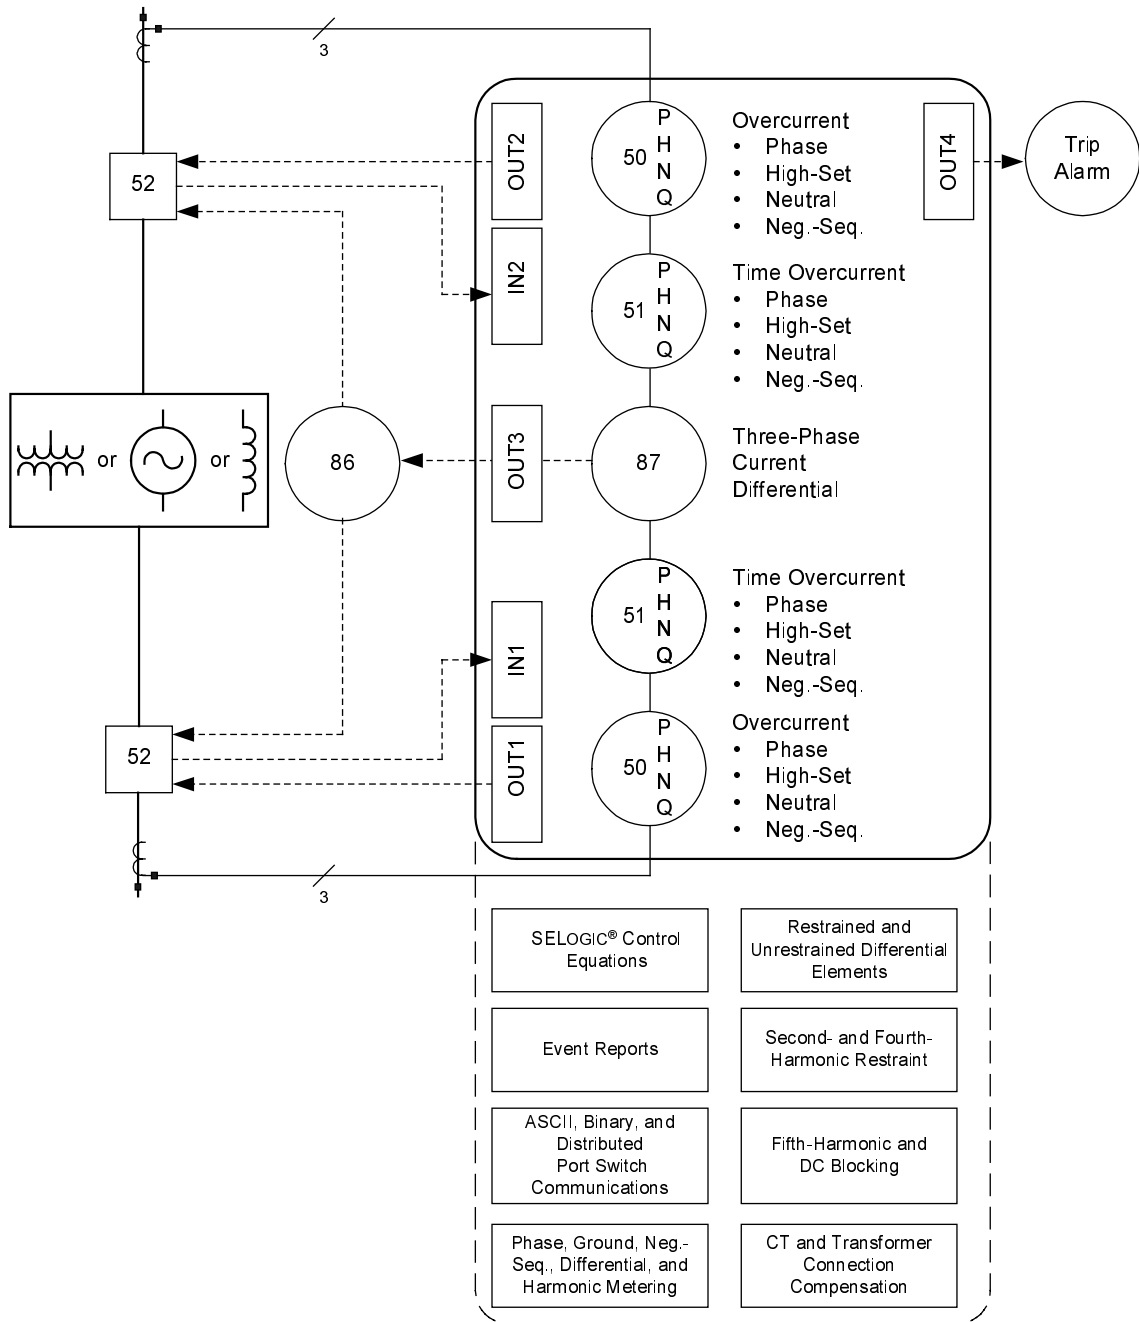 3
OUT2
50
P
H
N
Q
Overcurrent
• Phase
• High-Set
• Neutral
• Neg.-Seq.
OUT4
Trip
Alarm
52
IN2
51
P
H
N
Q
Time Overcurrent
• Phase
• High-Set
• Neutral
• Neg.-Seq.
or
or
86
OUT3
87
Three-Phase
Current
Differential
IN1
51
P
H
N
Q
Time Overcurrent
• Phase
• High-Set
• Neutral
• Neg.-Seq.
52
OUT1
50
P
H
N
Q
Overcurrent
• Phase
• High-Set
• Neutral
• Neg.-Seq.
3
SELOGIC® Control
Equations
Restrained and
Unrestrained Differential
Elements
Event Reports
Second- and Fourth-
Harmonic Restraint
ASCII, Binary, and
Distributed
Port Switch
Communications
Fifth-Harmonic and
DC Blocking
Phase, Ground, Neg.-
Seq., Differential, and
Harmonic Metering
CT and Transformer
Connection
Compensation